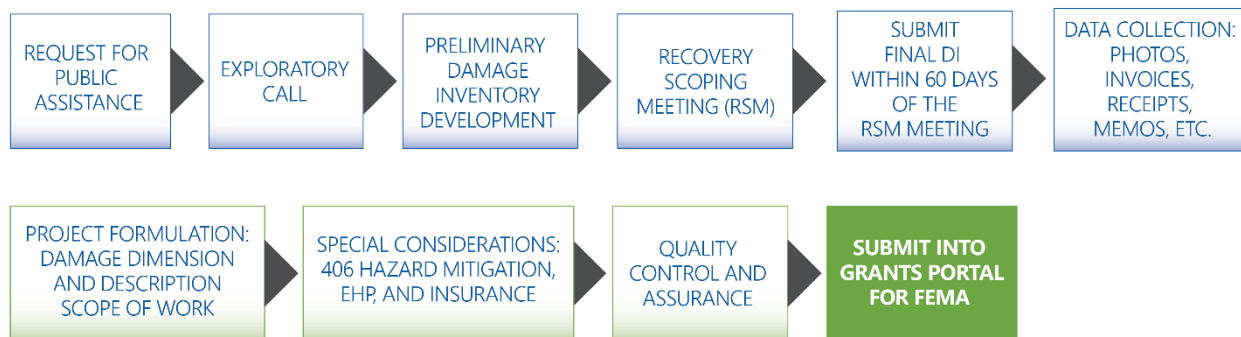 REQUEST FOR
PUBLIC
ASSISTANCE
EXPLORATORY
CALL
PRELIMINARY
DAMAGE
INVENTORY
DEVELOPMENT
RECOVERY
SCOPING
MEETING (RSM)
SUBMIT
FINAL DI
WITHIN 60 DAYS
OF THE
RSM MEETING
DATA COLLECTION:
PHOTOS,
INVOICES,
RECEIPTS,
MEMOS, ETC.
PROJECT FORMULATION:
DAMAGE DIMENSION
AND DESCRIPTION
SCOPE OF WORK
SPECIAL CONSIDERATIONS:
406 HAZARD MITIGATION,
EHP, AND INSURANCE
QUALITY
CONTROL AND
ASSURANCE
SUBMIT INTO
GRANTS PORTAL
FOR FEMA